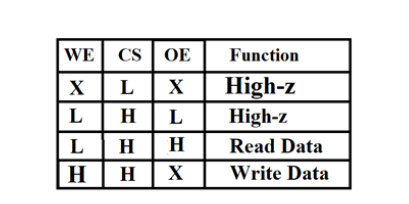 WE CS OE Function
X L X High-z
L H L High-z
L H H Read Data
H H X Write Data